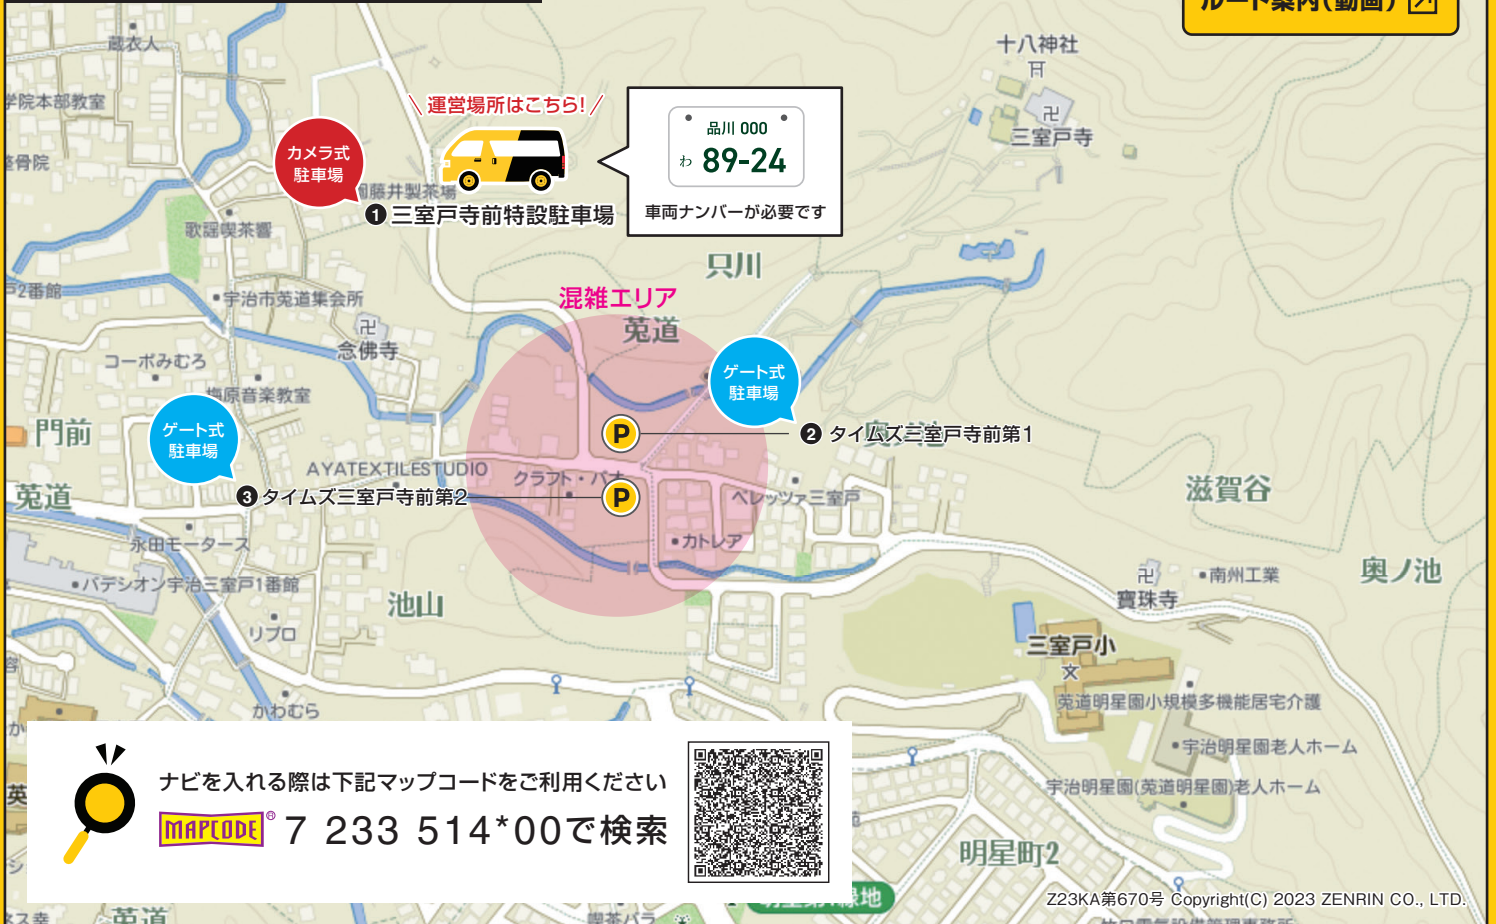 ルート案内(動画)
蔵衣人
十八神社
学院本部教室
運営場所はこちら!
品川 000
わ 89-24
車両ナンバーが必要です
三室戸寺
カメラ式
駐車場
整骨院
藤井製茶場
❶三室戸寺前特設駐車場
歌謡喫茶響
只川
戸2番館
宇治市莵道集会所
混雑エリア
莵道
念佛寺
コーポみむろ
ゲート式
駐車場
梅原音楽教室
門前
ゲート式
駐車場
P
❷ タイムズ三室戸寺前第1
AYATEXTILESTUDIO
クラフト・パナ
❸タイムズ三室戸寺前第2
P
ベレッツァ三室戸
滋賀谷
莵道
永田モータース
カトレア
パデシオン宇治三室戸1番館
南州工業
奥ノ池
寶珠寺
池山
リブロ
三室戸小
かわむら
莵道明星園小規模多機能居宅介護
宇治明星園老人ホーム
宇治明星園(莵道明星園)老人ホーム
ナビを入れる際は下記マップコードをご利用ください
MAPCODE® 7 233 514*00で検索
英
明星町2
Z23KA第670号 Copyright(C) 2023 ZENRIN CO., LTD.
莵道
喫茶パラ